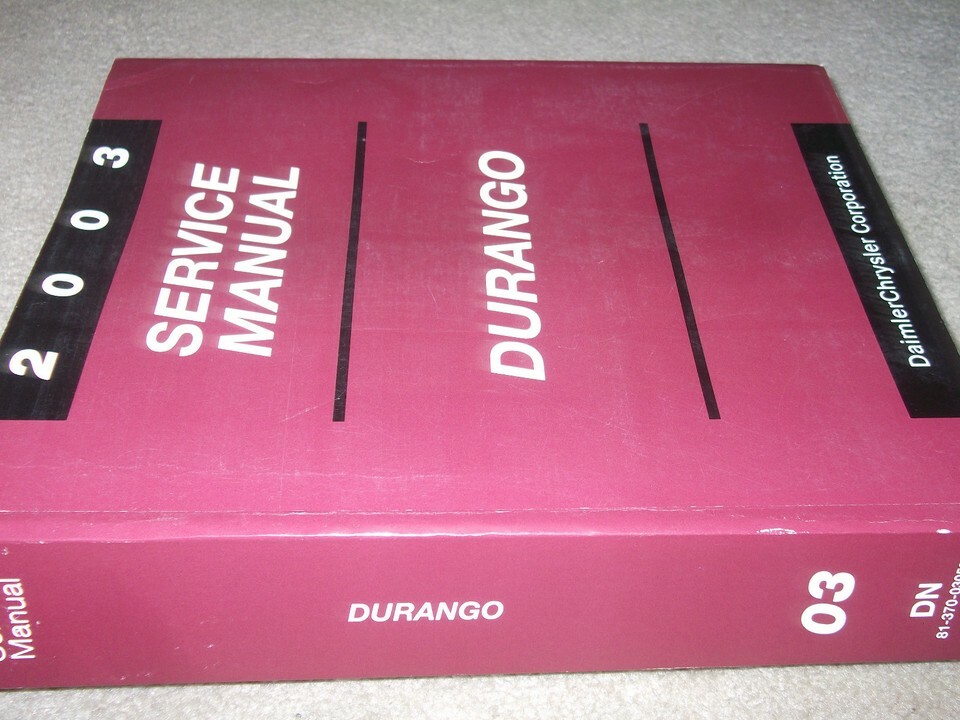 2003
SERVICE
MANUAL
DURANGO
DaimlerChrysler Corporation
Manual
DURANGO
03
DN